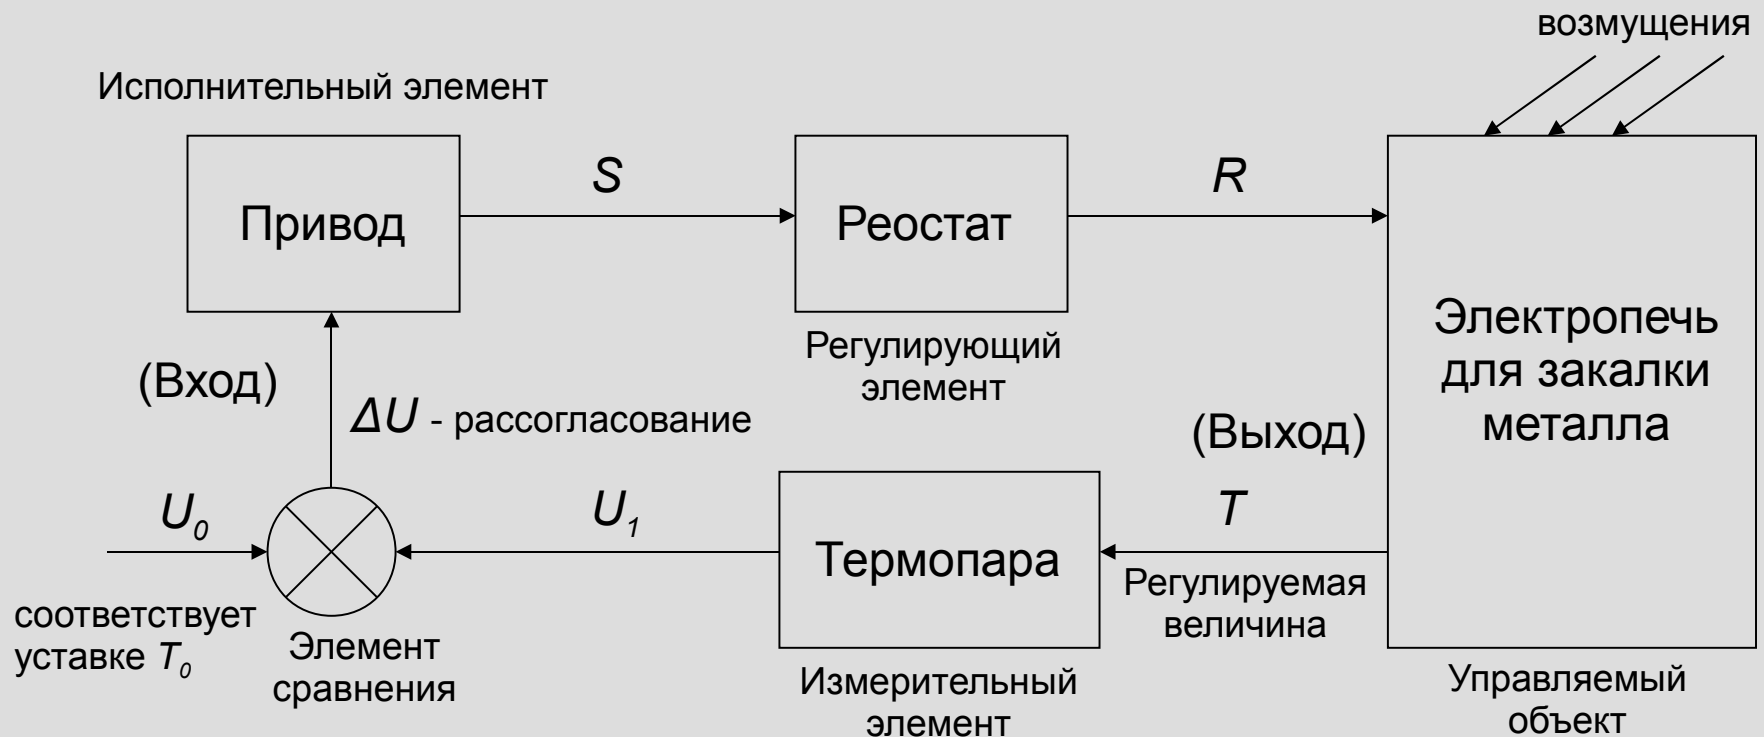 возмущения
Исполнительный элемент
Привод
S
Реостат
R
Электропечь
для закалки
металла
Регулирующий
элемент
(Вход)
ΔU - рассогласование
(Выход)
U₀
U₁
Термопара
T
Регулируемая
величина
соответствует
уставке T₀
Элемент
сравнения
Измерительный
элемент
Управляемый
объект